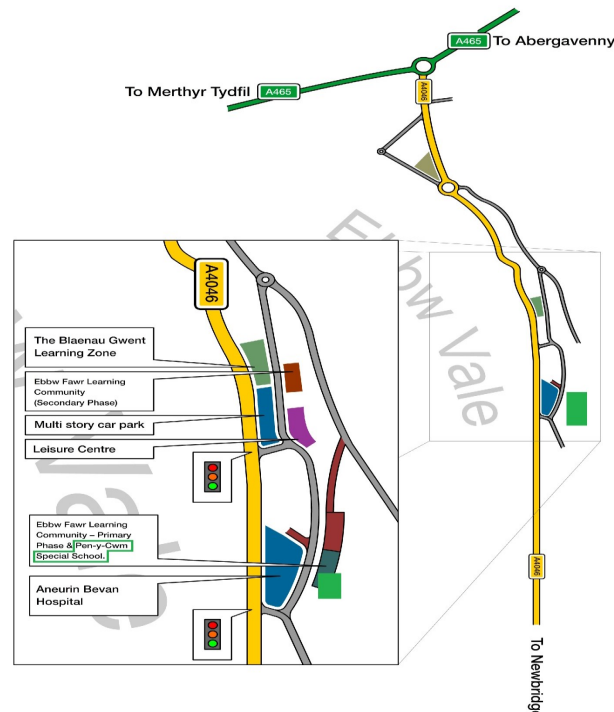 A465
To Abergavenny
To Merthyr Tydfil
A465
A4046
Ebbw Vale
A4046
The Blaenau Gwent
Learning Zone
Ebbw Fawr Learning
Community
(Secondary Phase)
Multi story car park
Leisure Centre
Ebbw Fawr Learning
Community – Primary
Phase & Pen-y-Cwm
Special School.
Aneurin Bevan
Hospital
w Vale
A4046
To Newbridge